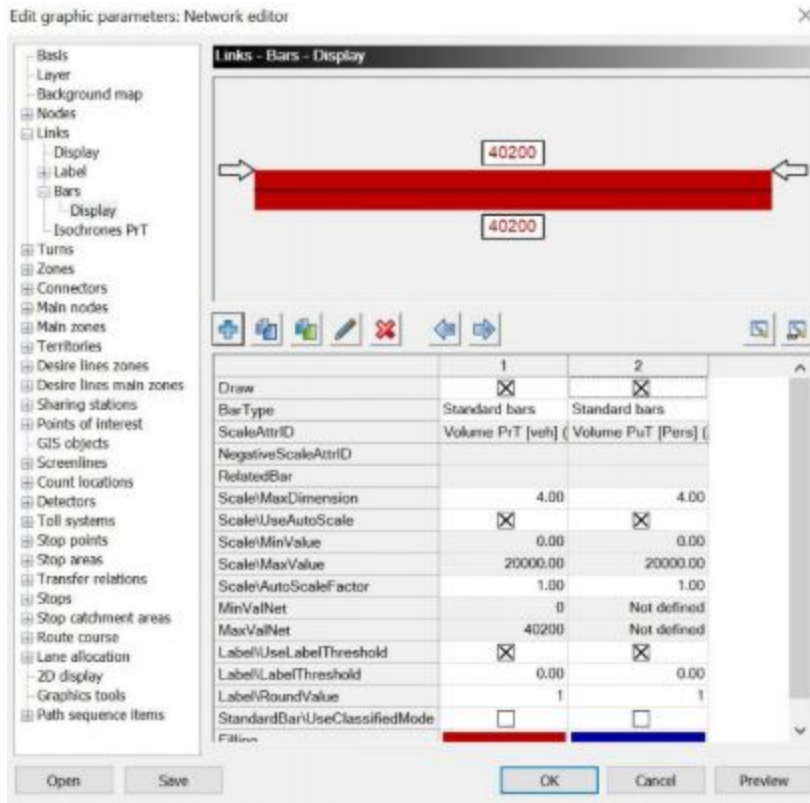 Edit graphic parameters: Network editor
Basis
Layer
Background map
Nodes
Links
Display
Label
Bars
Display
Isochrones PrT
Turns
Zones
Connectors
Main nodes
Main zones
Territories
Desire lines zones
Desire lines main zones
Sharing stations
Points of interest
GIS objects
Screenlines
Count locations
Detectors
Toll systems
Stop points
Stop areas
Transfer relations
Stops
Stop catchment areas
Route course
Lane allocation
2D display
Graphics tools
Path sequence items
Links - Bars - Display
40200
40200
1 2
Draw
BarType Standard bars Standard bars
ScaleAttrID Volume PrT [veh] ( Volume PuT [Pers] (
NegativeScaleAttrID
RelatedBar
Scale\MaxDimension 4.00 4.00
Scale\UseAutoScale
Scale\MinValue 0.00 0.00
Scale\MaxValue 20000.00 20000.00
Scale\AutoScaleFactor 1.00 1.00
MinValNet 0 Not defined
MaxValNet 40200 Not defined
Label\UseLabelThreshold
Label\LabelThreshold 0.00 0.00
Label\RoundValue 1 1
StandardBar\UseClassifiedMode
Filling
Open Save OK Cancel Preview